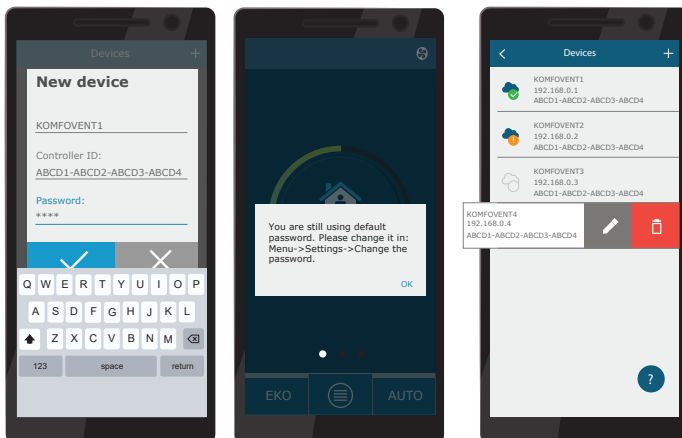 Devices +
New device
KOMFOVENT1
Controller ID:
ABCD1-ABCD2-ABCD3-ABCD4
Password:
****
Q W E R T Y U I O P
A S D F G H J K L
Z X C V B N M
123 space return
You are still using default
password. Please change it in:
Menu->Settings->Change the
password.
OK
EKO AUTO
Devices +
KOMFOVENT1
192.168.0.1
ABCD1-ABCD2-ABCD3-ABCD4
KOMFOVENT2
192.168.0.2
ABCD1-ABCD2-ABCD3-ABCD4
KOMFOVENT3
192.168.0.3
ABCD1-ABCD2-ABCD3-ABCD4
KOMFOVENT4
192.168.0.4
ABCD1-ABCD2-ABCD3-ABCD4
?